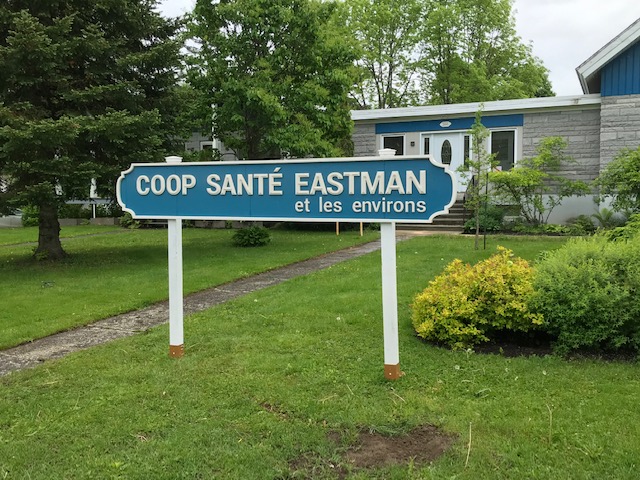 COOP SANTÉ EASTMAN
et les environs